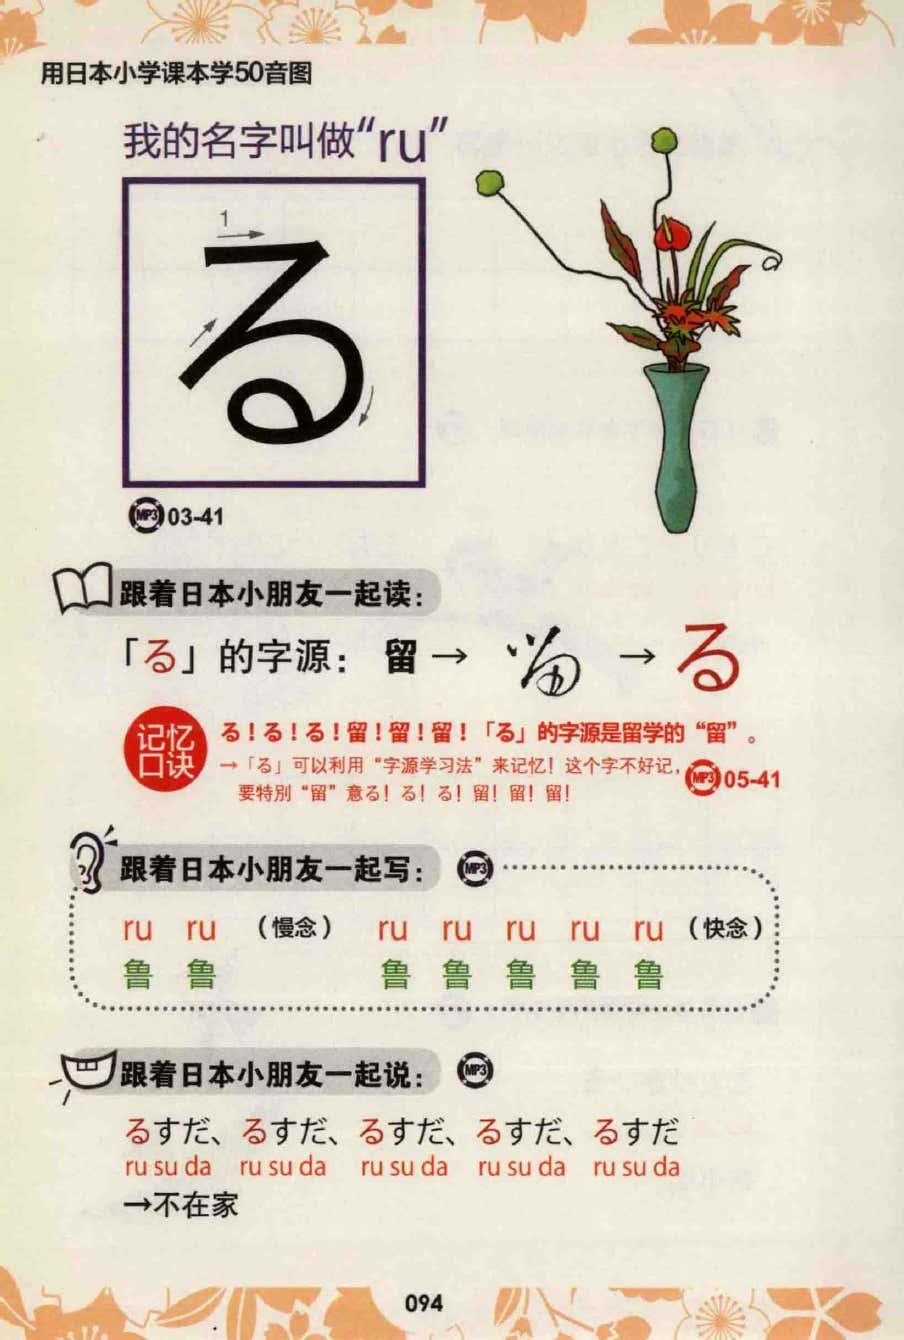 用日本小学课本学50音图
我的名字叫做“ru”
1
る
MP3 03-41
跟着日本小朋友一起读：
「る」的字源： 留→ 留 →る
记忆口诀
る！る！る！留！留！留！「る」的字源是留学的“留”。
→「る」可以利用“字源学习法”来记忆！这个字不好记，
要特别“留”意る！る！る！留！留！留！
MP3 05-41
跟着日本小朋友一起写： MP3
ru ru （慢念） ru ru ru ru ru （快念）
鲁 鲁 鲁 鲁 鲁 鲁 鲁
跟着日本小朋友一起说： MP3
るすだ、るすだ、るすだ、るすだ、るすだ
ru su da ru su da ru su da ru su da ru su da
→不在家
094